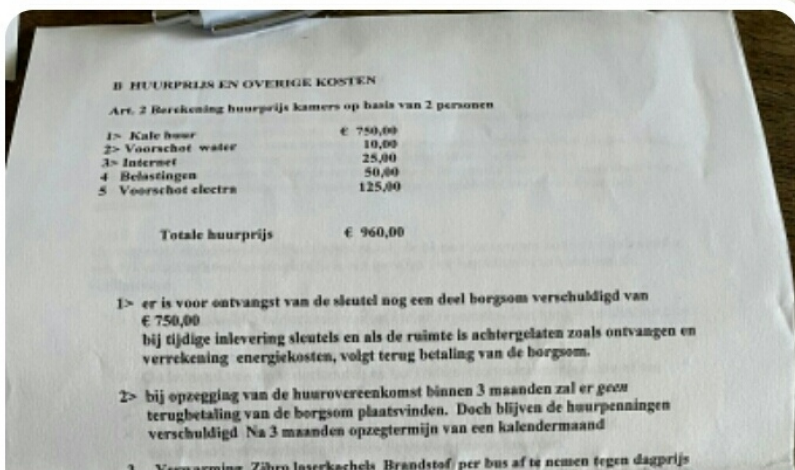 B HUURPRIJS EN OVERIGE KOSTEN
Art. 2 Berekening huurprijs kamers op basis van 2 personen
1> Kale huur € 750,00
2> Voorschot water 10,00
3> Internet 25,00
4 Belastingen 50,00
5 Voorschot electra 125,00
Totale huurprijs € 960,00
1> er is voor ontvangst van de sleutel nog een deel borgsom verschuldigd van
€ 750,00
bij tijdige inlevering sleutels en als de ruimte is achtergelaten zoals ontvangen en
verrekening energiekosten, volgt terug betaling van de borgsom.
2> bij opzegging van de huurovereenkomst binnen 3 maanden zal er geen
terugbetaling van de borgsom plaatsvinden. Doch blijven de huurpenningen
verschuldigd Na 3 maanden opzegtermijn van een kalendermaand
3 Verwarming Zibro laserkachels Brandstof per bus af te nemen tegen dagprijs